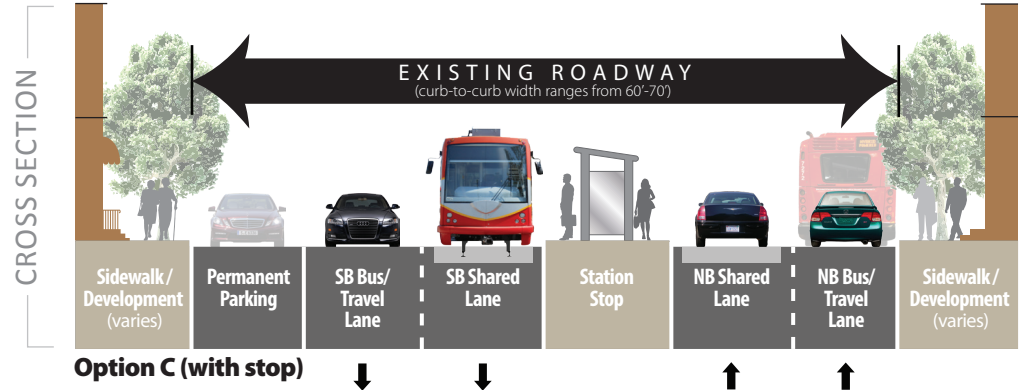 CROSS SECTION
EXISTING ROADWAY
(curb-to-curb width ranges from 60'-70')
Sidewalk /
Development
(varies)
Permanent
Parking
SB Bus/
Travel
Lane
SB Shared
Lane
Station
Stop
NB Shared
Lane
NB Bus/
Travel
Lane
Sidewalk /
Development
(varies)
Option C (with stop)